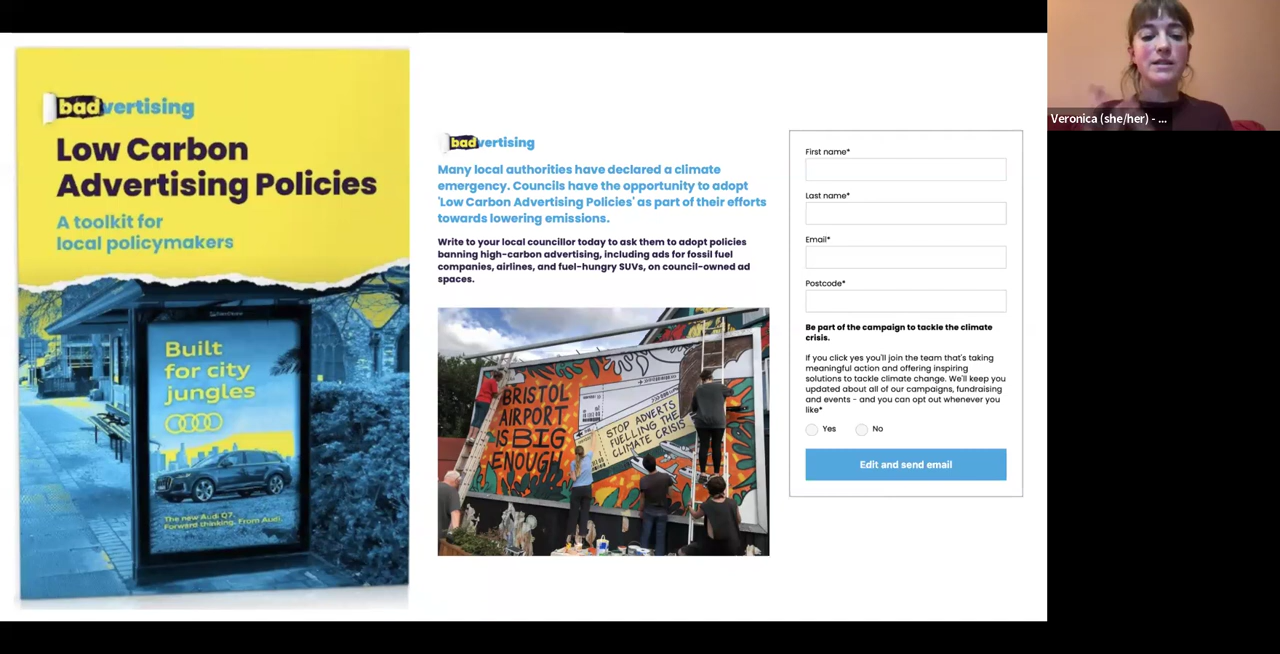 badvertising
Low Carbon
Advertising Policies
A toolkit for
local policymakers
Built
for city
jungles
The new Audi Q7.
Forward thinking. From Audi.
badvertising
Many local authorities have declared a climate
emergency. Councils have the opportunity to adopt
'Low Carbon Advertising Policies' as part of their efforts
towards lowering emissions.
Write to your local councillor today to ask them to adopt policies
banning high-carbon advertising, including ads for fossil fuel
companies, airlines, and fuel-hungry SUVs, on council-owned ad
spaces.
BRISTOL
AIRPORT
IS BIG
ENOUGH
STOP ADVERTS
FUELLING THE
CLIMATE CRISIS
First name*
Last name*
Email*
Postcode*
Be part of the campaign to tackle the climate
crisis.
If you click yes you'll join the team that's taking
meaningful action and offering inspiring
solutions to tackle climate change. We'll keep you
updated about all of our campaigns, fundraising
and events - and you can opt out whenever you
like*
Yes
No
Edit and send email
Veronica (she/her) - ...